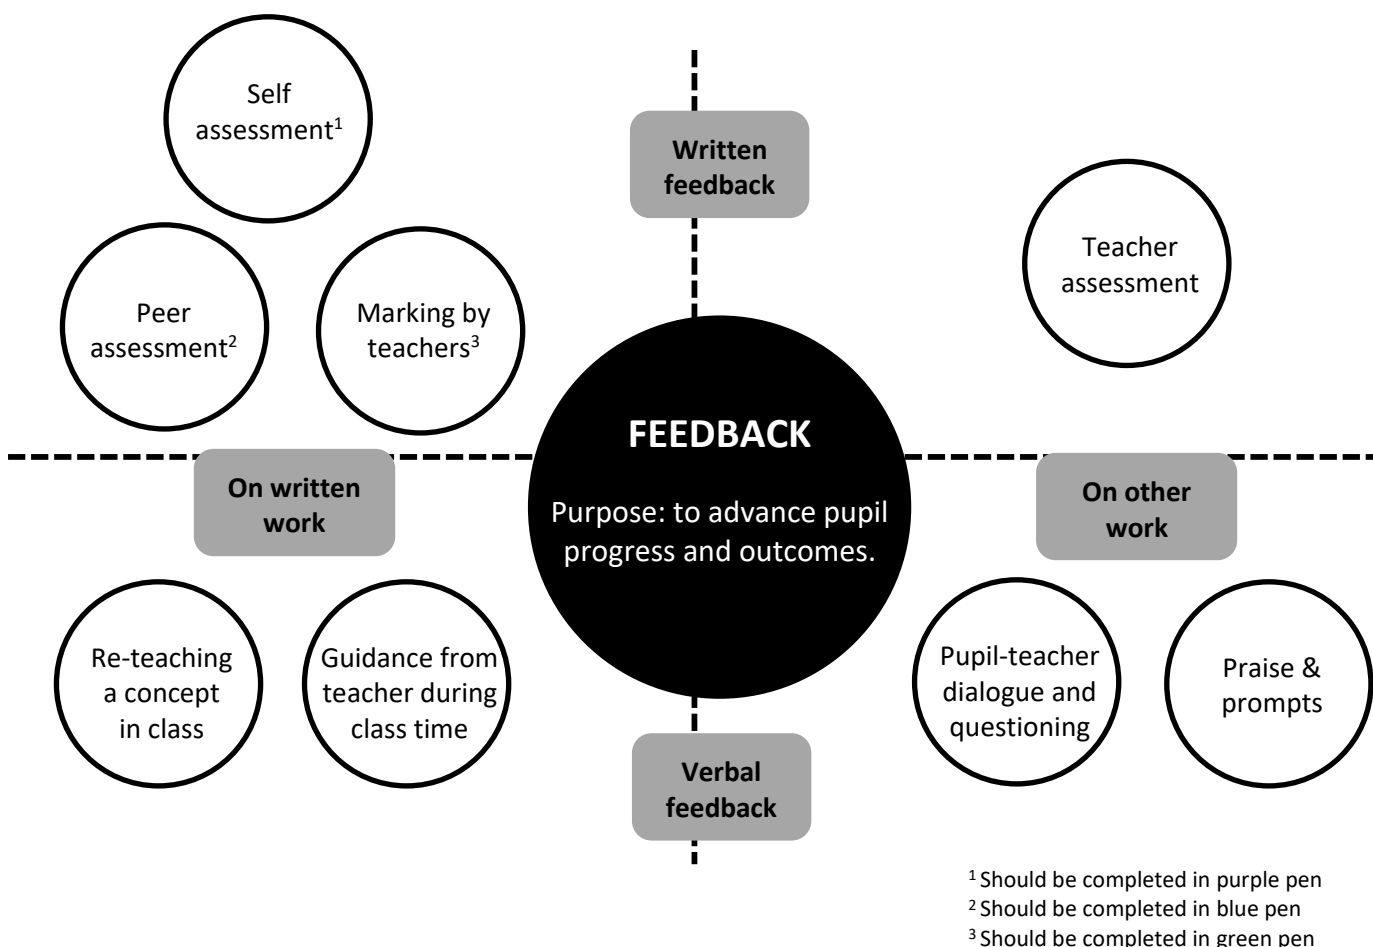 Self
assessment¹
Written
feedback
Teacher
assessment
Peer
assessment²
Marking by
teachers³
FEEDBACK
Purpose: to advance pupil
progress and outcomes.
On written
work
On other
work
Re-teaching
a concept
in class
Guidance from
teacher during
class time
Pupil-teacher
dialogue and
questioning
Praise &
prompts
Verbal
feedback
¹ Should be completed in purple pen
² Should be completed in blue pen
³ Should be completed in green pen